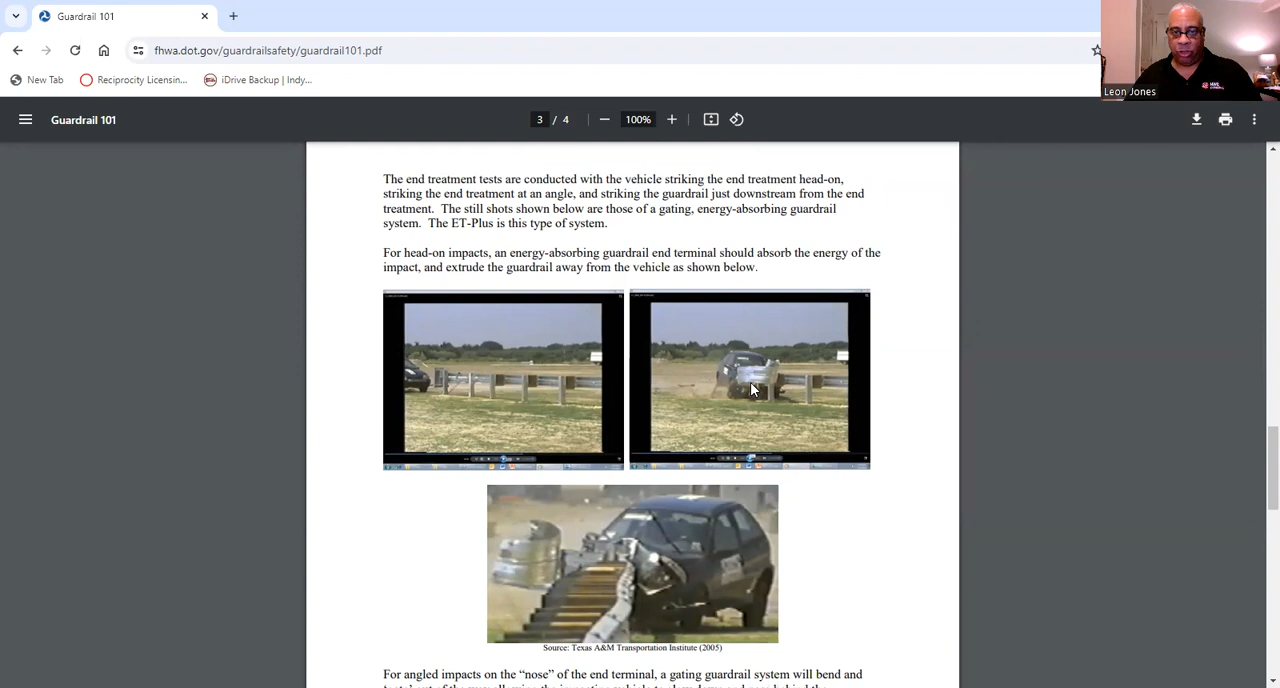 Guardrail 101
fhwa.dot.gov/guardrailsafety/guardrail101.pdf
New Tab
Reciprocity Licensin...
iDrive Backup | Indy...
Leon Jones
Guardrail 101
3 / 4
100%
The end treatment tests are conducted with the vehicle striking the end treatment head-on,
striking the end treatment at an angle, and striking the guardrail just downstream from the end
treatment. The still shots shown below are those of a gating, energy-absorbing guardrail
system. The ET-Plus is this type of system.
For head-on impacts, an energy-absorbing guardrail end terminal should absorb the energy of the
impact, and extrude the guardrail away from the vehicle as shown below.
Source: Texas A&M Transportation Institute (2005)
For angled impacts on the “nose” of the end terminal, a gating guardrail system will bend and